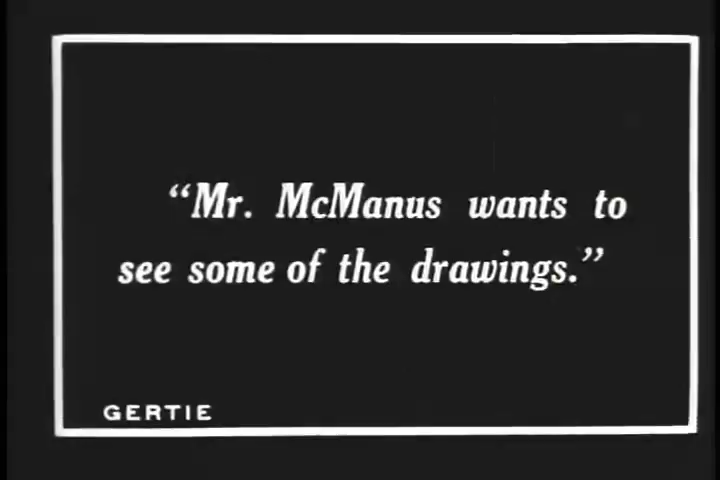 “Mr. McManus wants to
see some of the drawings.”
GERTIE